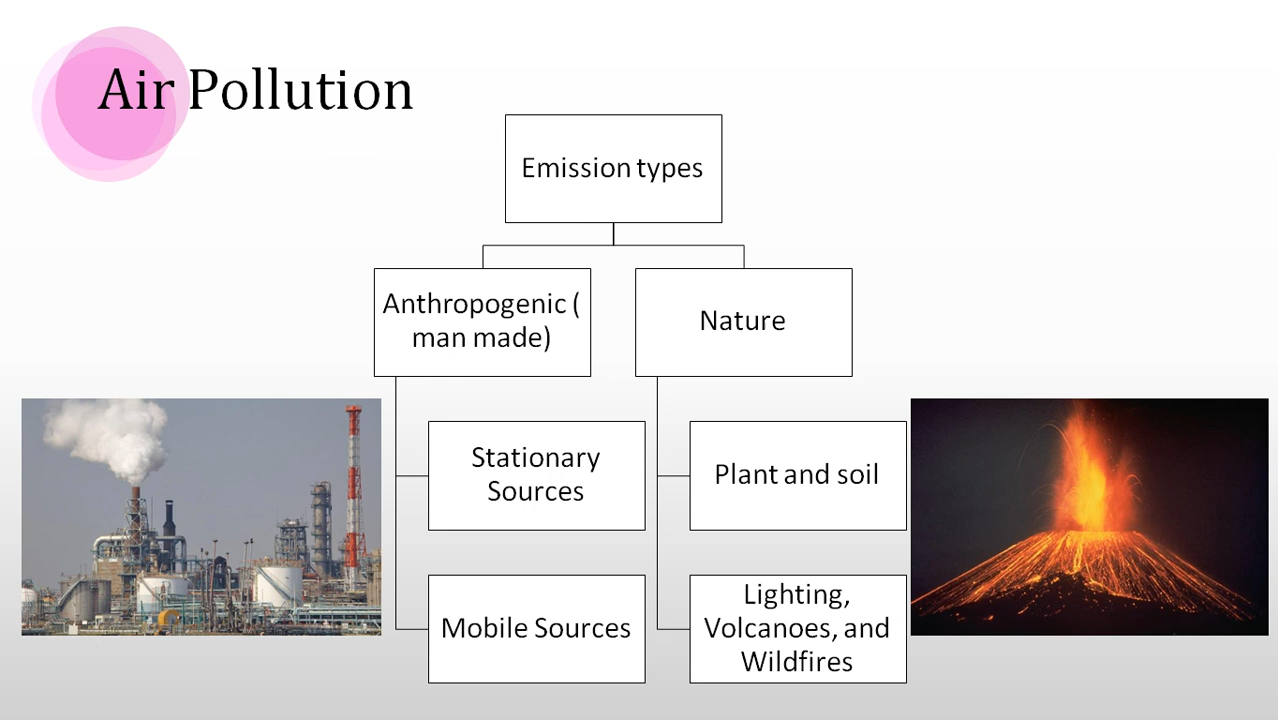 Air Pollution
Emission types
Anthropogenic (
man made)
Nature
Stationary
Sources
Plant and soil
Mobile Sources
Lighting,
Volcanoes, and
Wildfires